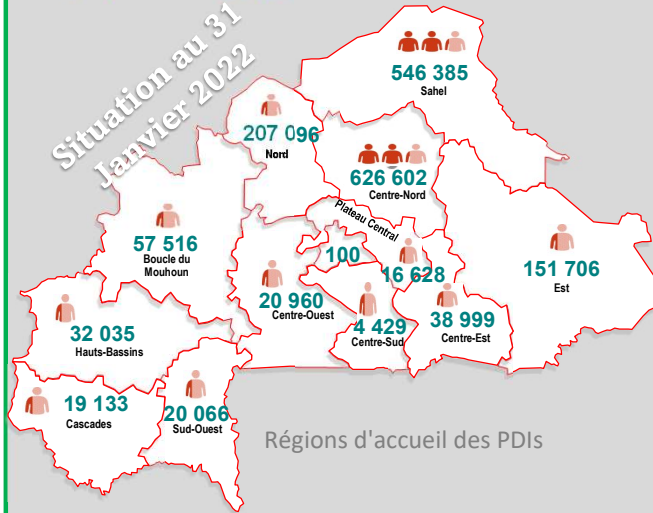 Situation au 31
Janvier 2022
546 385
Sahel
207 096
Nord
626 602
Centre-Nord
Plateau Central
57 516
Boucle du
Mouhoun
100
16 628
151 706
Est
20 960
Centre-Ouest
4 429
Centre-Sud
38 999
Centre-Est
32 035
Hauts-Bassins
19 133
Cascades
20 066
Sud-Ouest
Régions d'accueil des PDIs